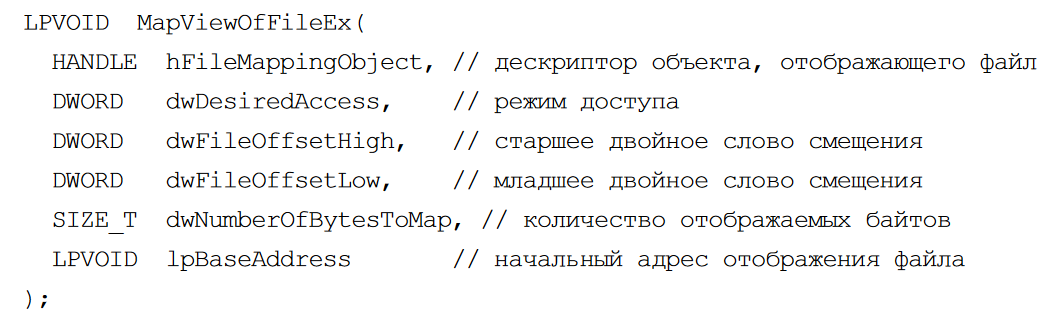 LPVOID  MapViewOfFileEx(
  HANDLE  hFileMappingObject, // дескриптор объекта, отображающего файл
  DWORD   dwDesiredAccess,    // режим доступа
  DWORD   dwFileOffsetHigh,   // старшее двойное слово смещения
  DWORD   dwFileOffsetLow,    // младшее двойное слово смещения
  SIZE_T  dwNumberOfBytesToMap, // количество отображаемых байтов
  LPVOID  lpBaseAddress       // начальный адрес отображения файла
);